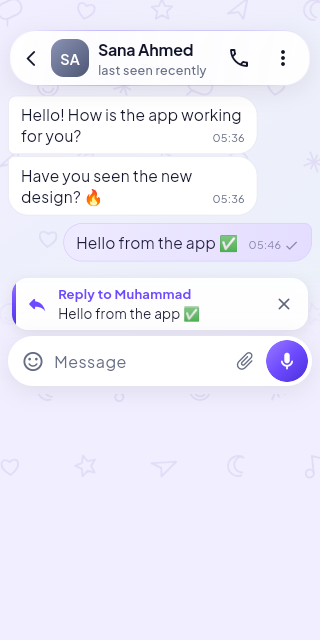 Sana Ahmed
SA
last seen recently
Hello! How is the app working
for you?
05:36
Have you seen the new
design? 🔥
05:36
Hello from the app ✅
05:46
Reply to Muhammad
Hello from the app ✅
Message